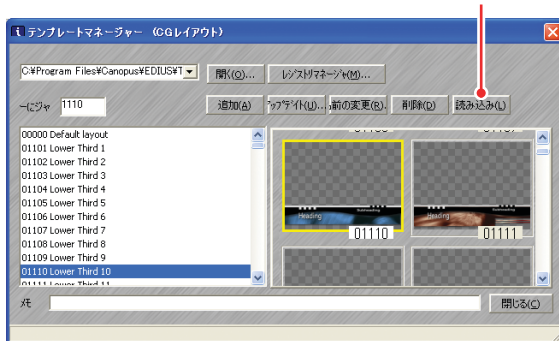 テンプレートマネージャー (CGレイアウト)
C:¥Program Files¥Canopus¥EDIUS¥T
開く(O)... レジストリマネージャ(M)...
ーにジャ 1110 追加(A) アップデイト(U)... 前の変更(R). 削除(D) 読み込み(L)
00000 Default layout
01101 Lower Third 1
01102 Lower Third 2
01103 Lower Third 3
01104 Lower Third 4
01105 Lower Third 5
01106 Lower Third 6
01107 Lower Third 7
01108 Lower Third 8
01109 Lower Third 9
01110 Lower Third 10
01111 Lower Third 11
Heading
01110
Heading
01111
メモ
閉じる(C)